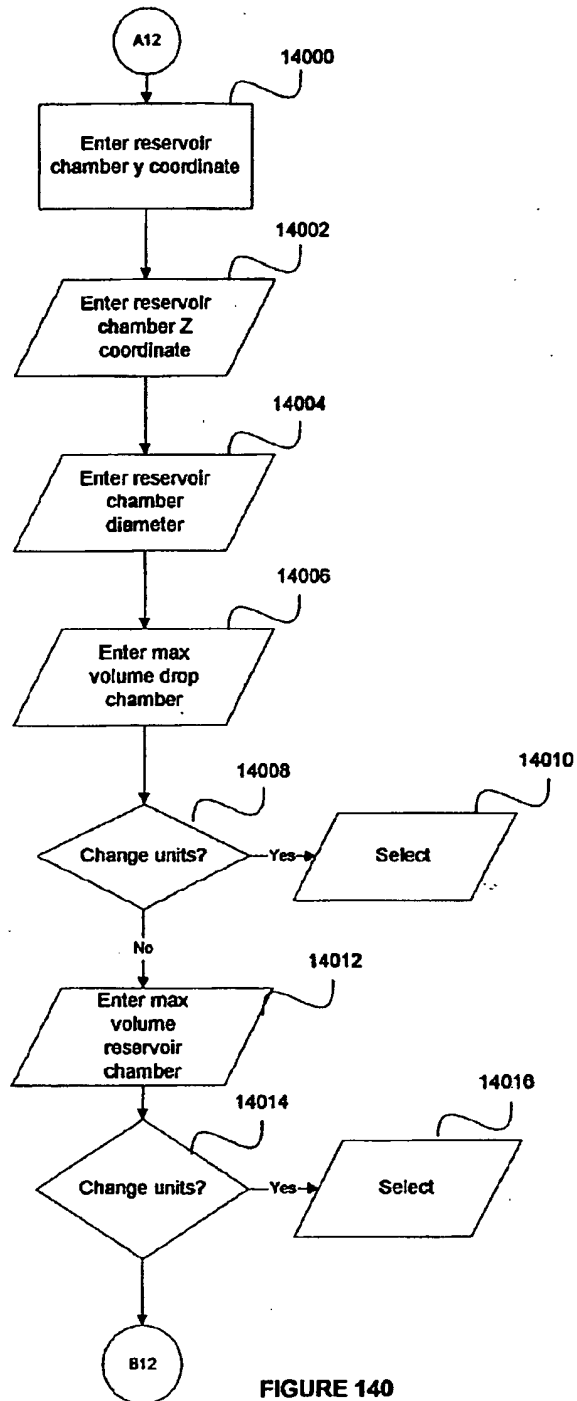 A12
14000
Enter reservoir
chamber y coordinate
14002
Enter reservoir
chamber Z
coordinate
14004
Enter reservoir
chamber
diameter
14006
Enter max
volume drop
chamber
14008
14010
Change units?
Yes
Select
No
14012
Enter max
volume
reservoir
chamber
14014
14016
Change units?
Yes
Select
B12
FIGURE 140